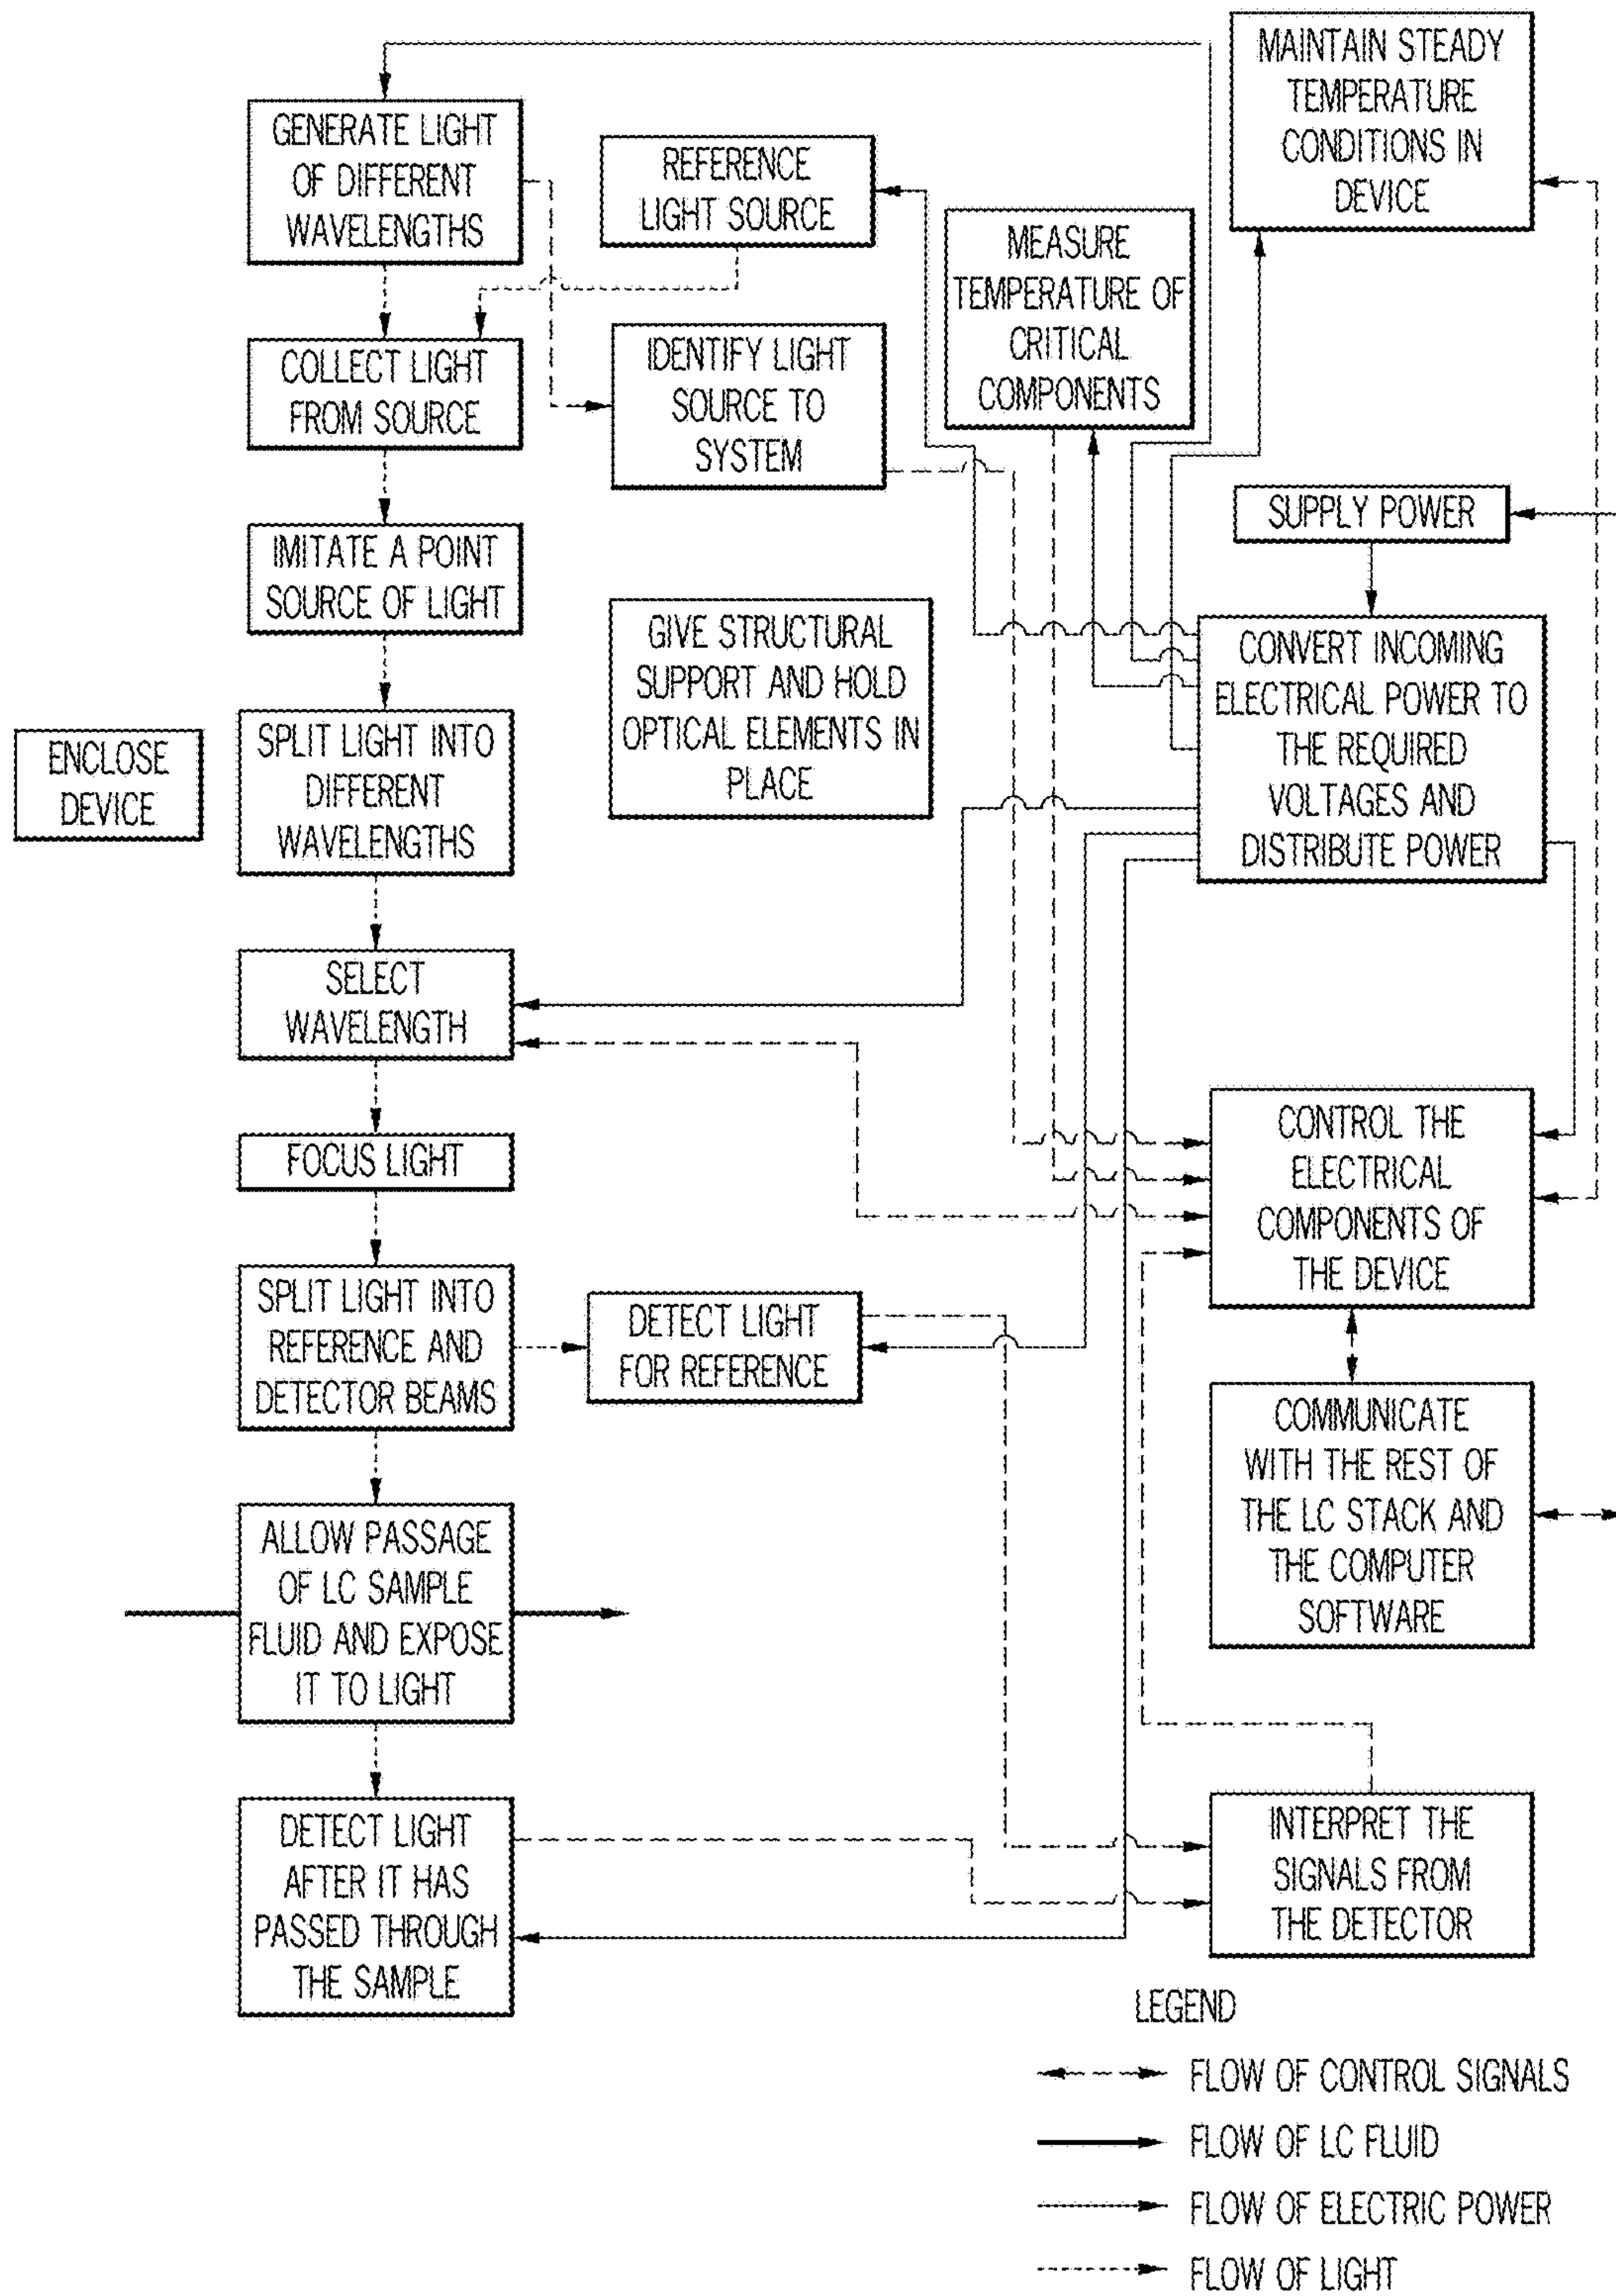 GENERATE LIGHT
OF DIFFERENT
WAVELENGTHS
REFERENCE
LIGHT SOURCE
MAINTAIN STEADY
TEMPERATURE
CONDITIONS IN
DEVICE
MEASURE
TEMPERATURE OF
CRITICAL
COMPONENTS
COLLECT LIGHT
FROM SOURCE
IDENTIFY LIGHT
SOURCE TO
SYSTEM
SUPPLY POWER
IMITATE A POINT
SOURCE OF LIGHT
GIVE STRUCTURAL
SUPPORT AND HOLD
OPTICAL ELEMENTS IN
PLACE
CONVERT INCOMING
ELECTRICAL POWER TO
THE REQUIRED
VOLTAGES AND
DISTRIBUTE POWER
ENCLOSE
DEVICE
SPLIT LIGHT INTO
DIFFERENT
WAVELENGTHS
SELECT
WAVELENGTH
FOCUS LIGHT
CONTROL THE
ELECTRICAL
COMPONENTS OF
THE DEVICE
SPLIT LIGHT INTO
REFERENCE AND
DETECTOR BEAMS
DETECT LIGHT
FOR REFERENCE
COMMUNICATE
WITH THE REST OF
THE LC STACK AND
THE COMPUTER
SOFTWARE
ALLOW PASSAGE
OF LC SAMPLE
FLUID AND EXPOSE
IT TO LIGHT
DETECT LIGHT
AFTER IT HAS
PASSED THROUGH
THE SAMPLE
INTERPRET THE
SIGNALS FROM
THE DETECTOR
LEGEND
FLOW OF CONTROL SIGNALS
FLOW OF LC FLUID
FLOW OF ELECTRIC POWER
FLOW OF LIGHT